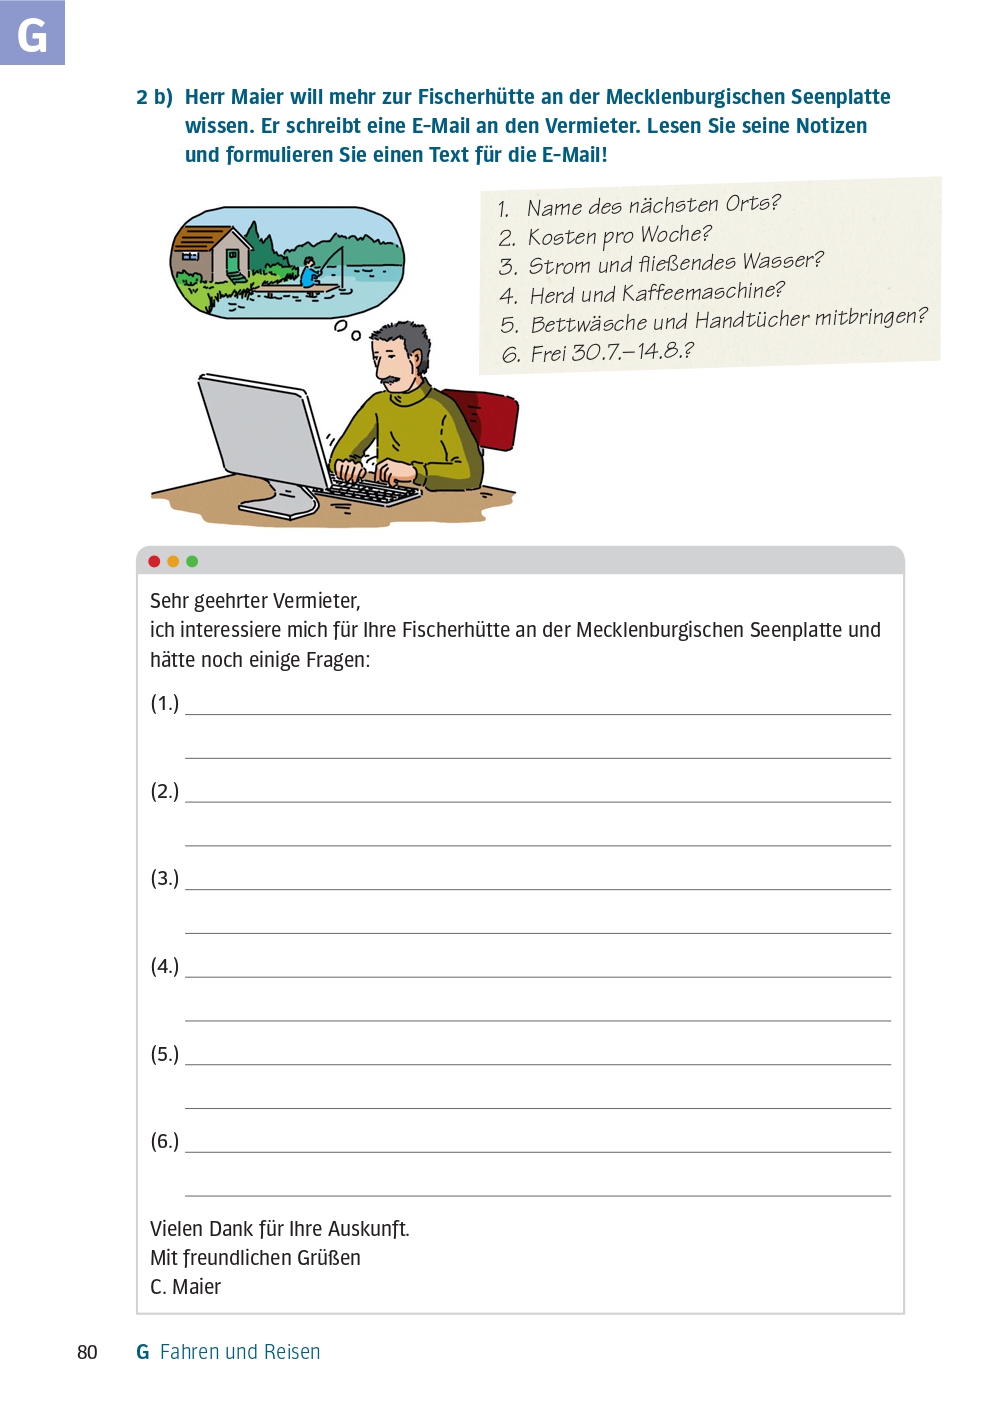 G
2 b) Herr Maier will mehr zur Fischerhütte an der Mecklenburgischen Seenplatte
wissen. Er schreibt eine E-Mail an den Vermieter. Lesen Sie seine Notizen
und formulieren Sie einen Text für die E-Mail!
1. Name des nächsten Orts?
2. Kosten pro Woche?
3. Strom und fließendes Wasser?
4. Herd und Kaffeemaschine?
5. Bettwäsche und Handtücher mitbringen?
6. Frei 30.7.–14.8.?
Sehr geehrter Vermieter,
ich interessiere mich für Ihre Fischerhütte an der Mecklenburgischen Seenplatte und
hätte noch einige Fragen:
(1.)
(2.)
(3.)
(4.)
(5.)
(6.)
Vielen Dank für Ihre Auskunft.
Mit freundlichen Grüßen
C. Maier
80 G Fahren und Reisen